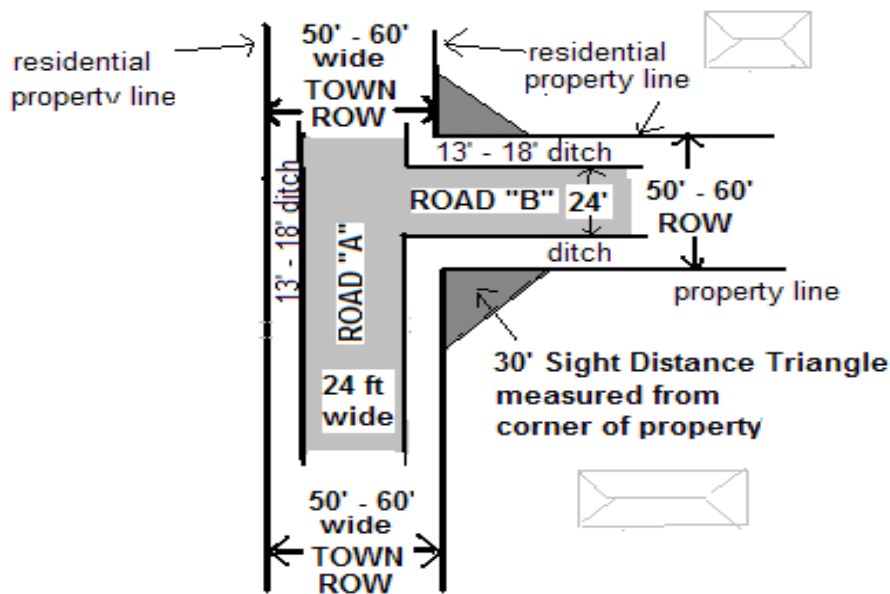 residential
property line
50' - 60'
wide
TOWN
ROW
residential
property line
13' - 18' ditch
ROAD "B"
24'
50' - 60'
ROW
13' - 18' ditch
ROAD "A"
ditch
property line
24 ft
wide
30' Sight Distance Triangle
measured from
corner of property
50' - 60'
wide
TOWN
ROW